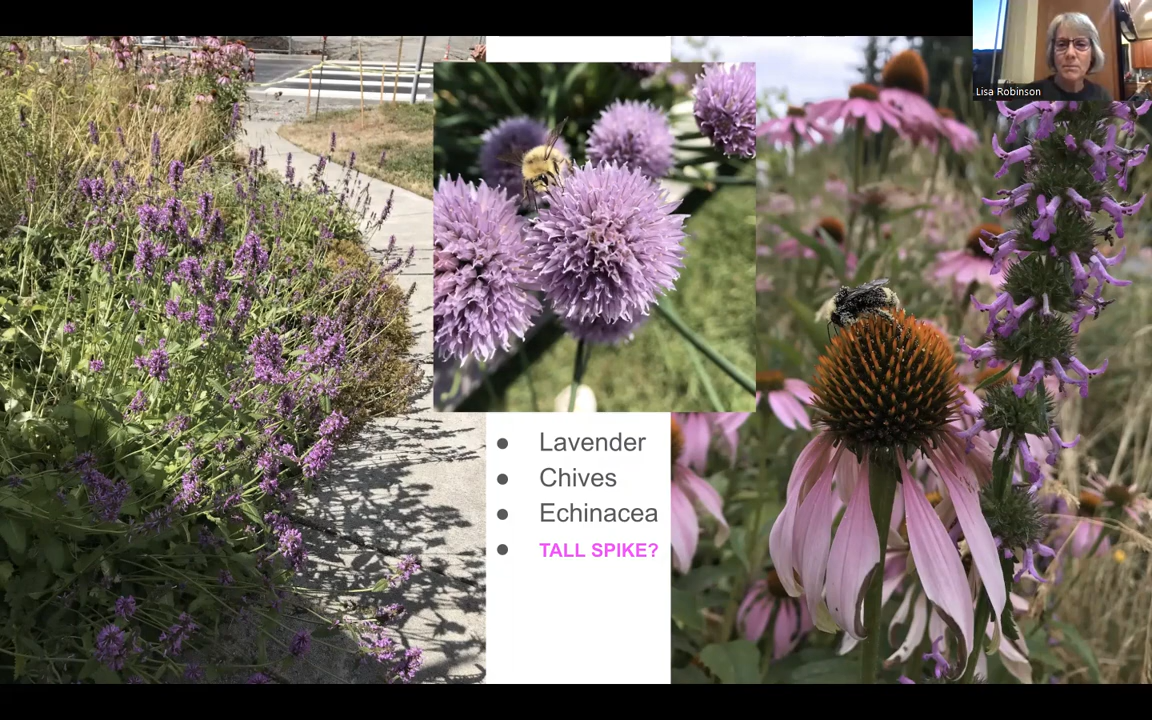 Lisa Robinson
Lavender
Chives
Echinacea
TALL SPIKE?